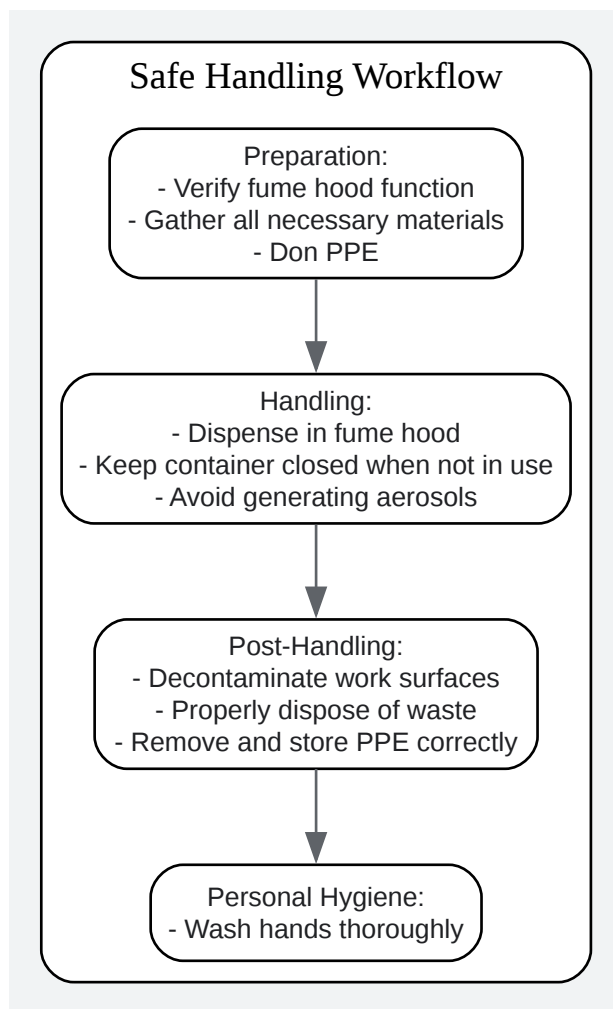 Safe Handling Workflow
Preparation:
- Verify fume hood function
- Gather all necessary materials
- Don PPE
Handling:
- Dispense in fume hood
- Keep container closed when not in use
- Avoid generating aerosols
Post-Handling:
- Decontaminate work surfaces
- Properly dispose of waste
- Remove and store PPE correctly
Personal Hygiene:
- Wash hands thoroughly